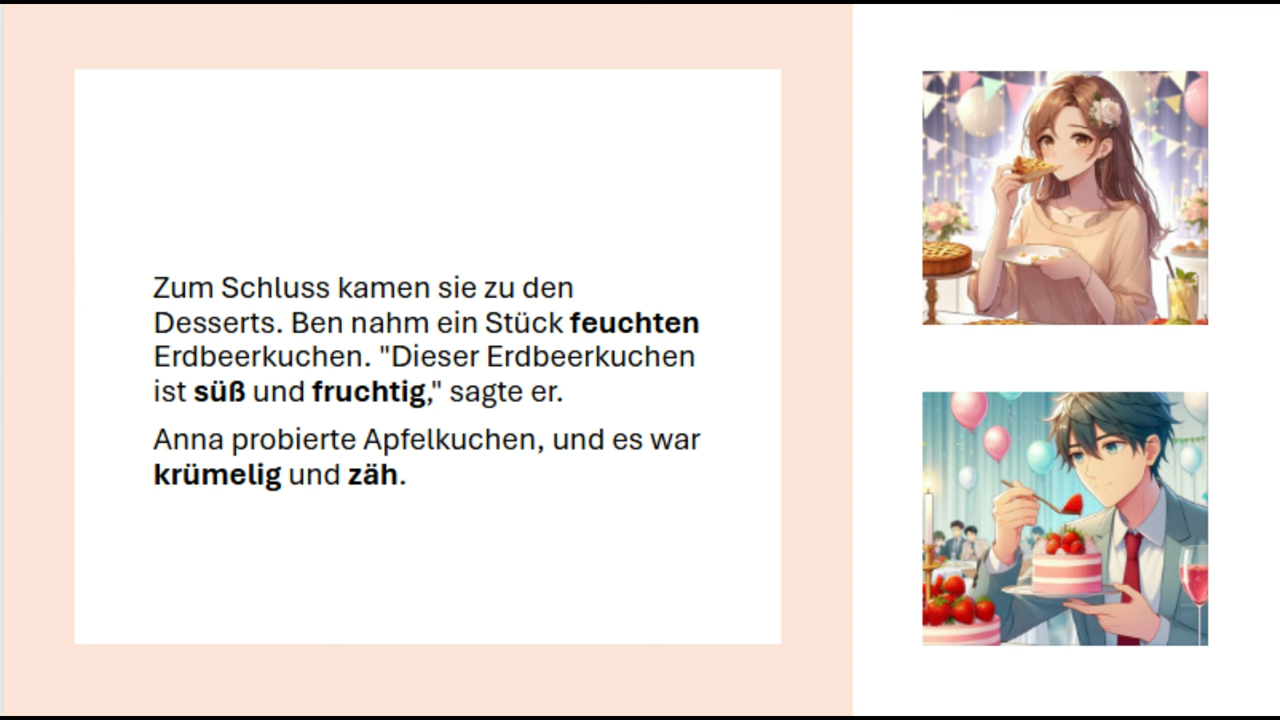 Zum Schluss kamen sie zu den
Desserts. Ben nahm ein Stück feuchten
Erdbeerkuchen. "Dieser Erdbeerkuchen
ist süß und fruchtig," sagte er.
Anna probierte Apfelkuchen, und es war
krümelig und zäh.